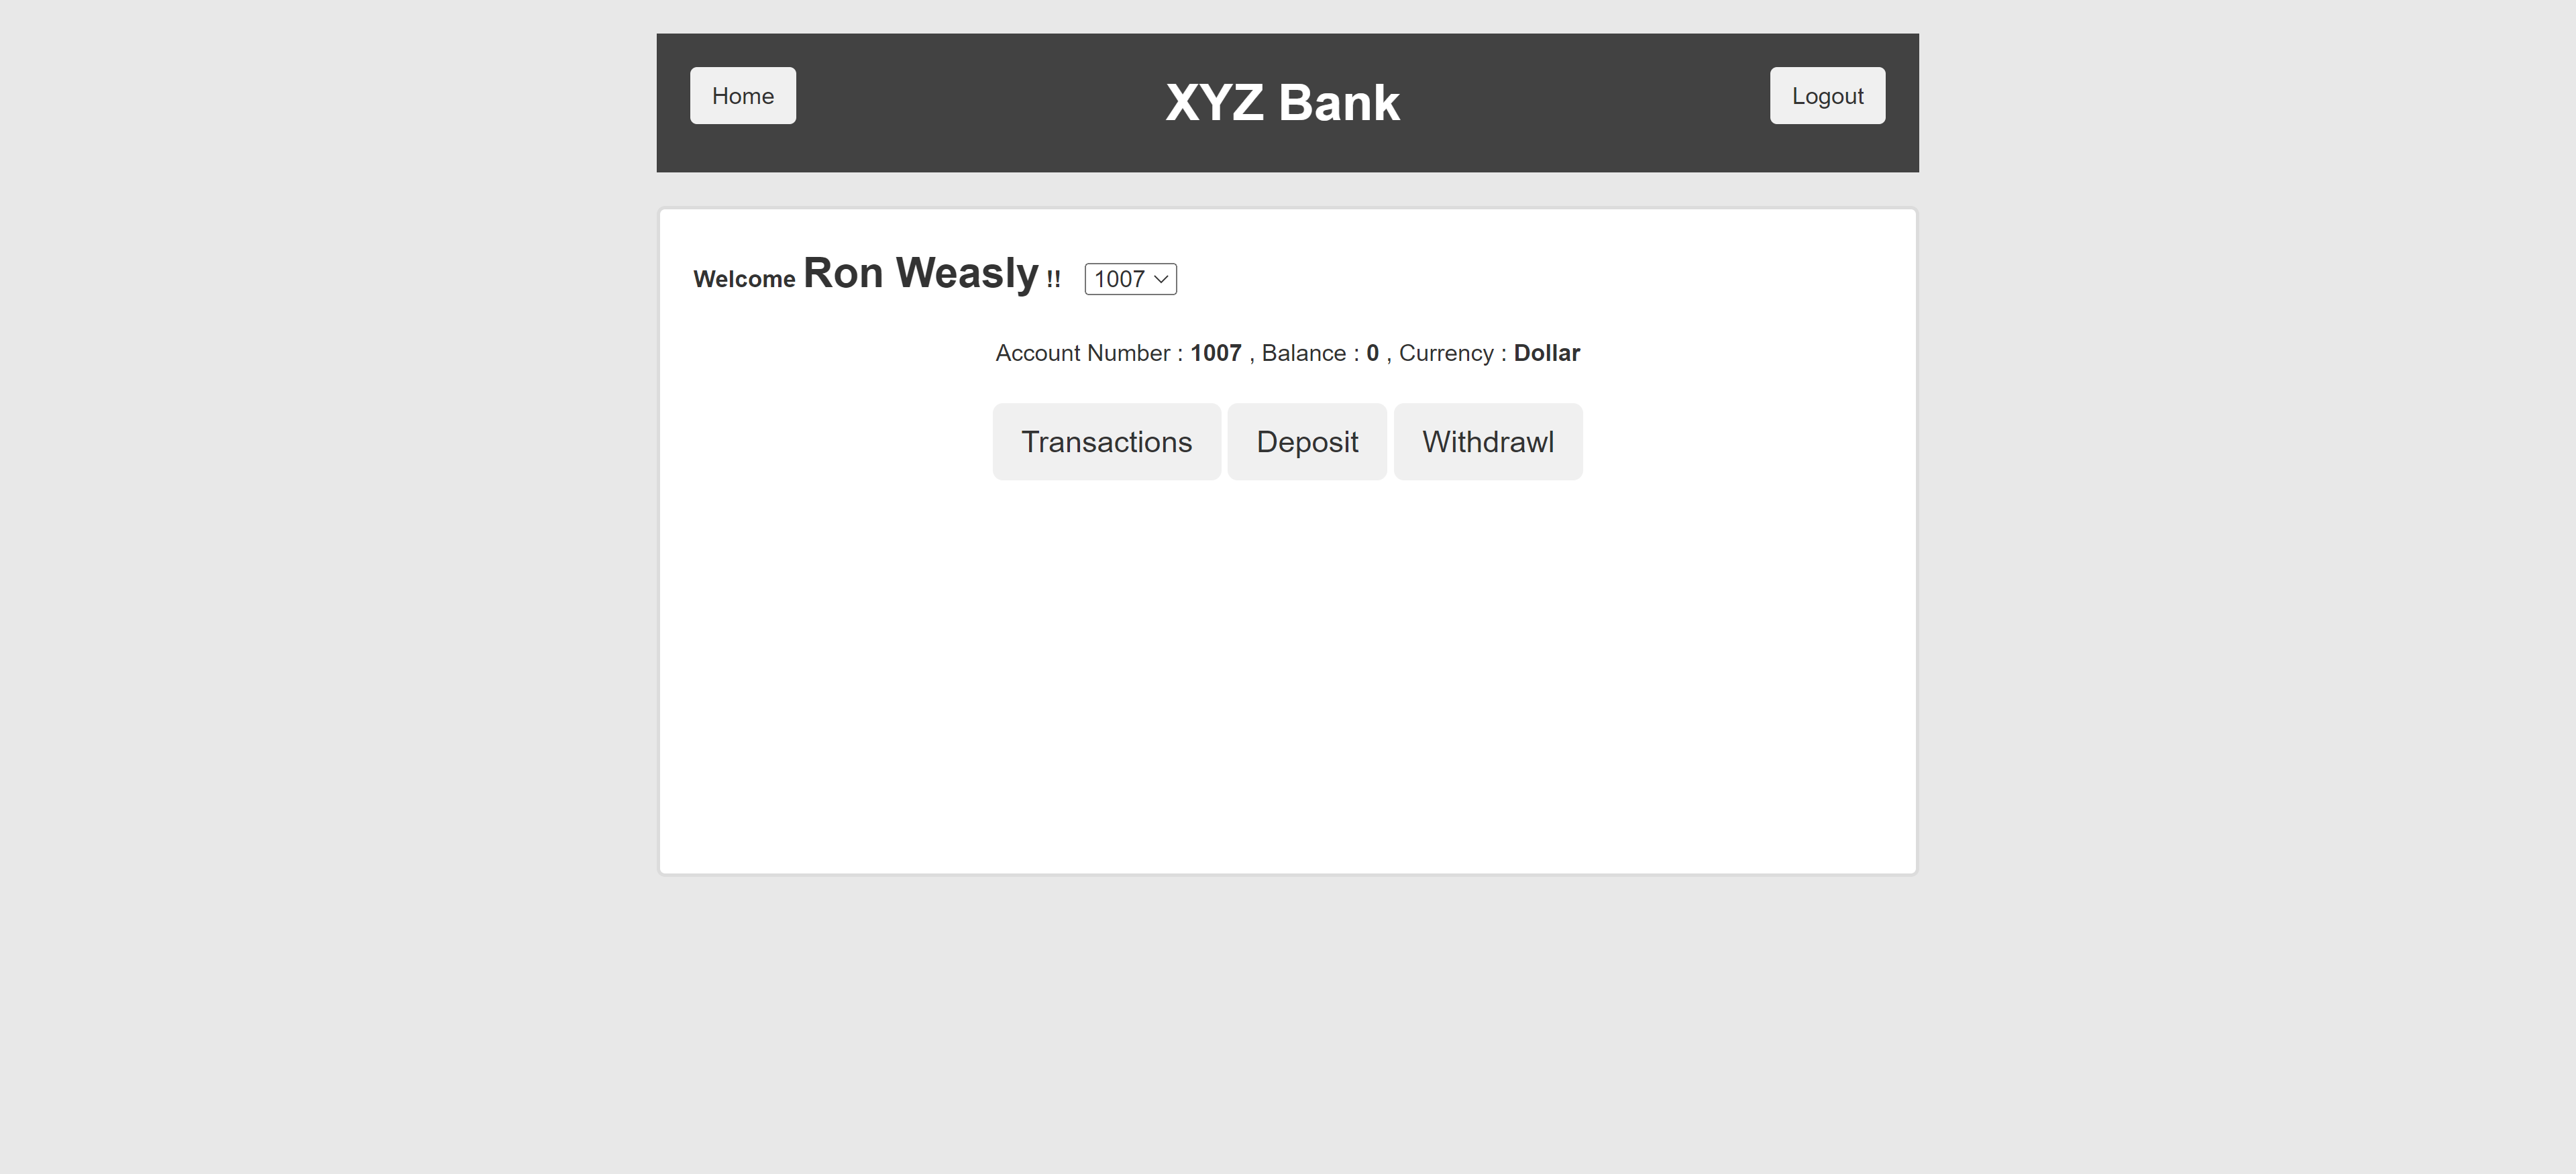 Home XYZ Bank Logout
Welcome Ron Weasly !! 1007
Account Number : 1007 , Balance : 0 , Currency : Dollar
Transactions Deposit Withdrawl